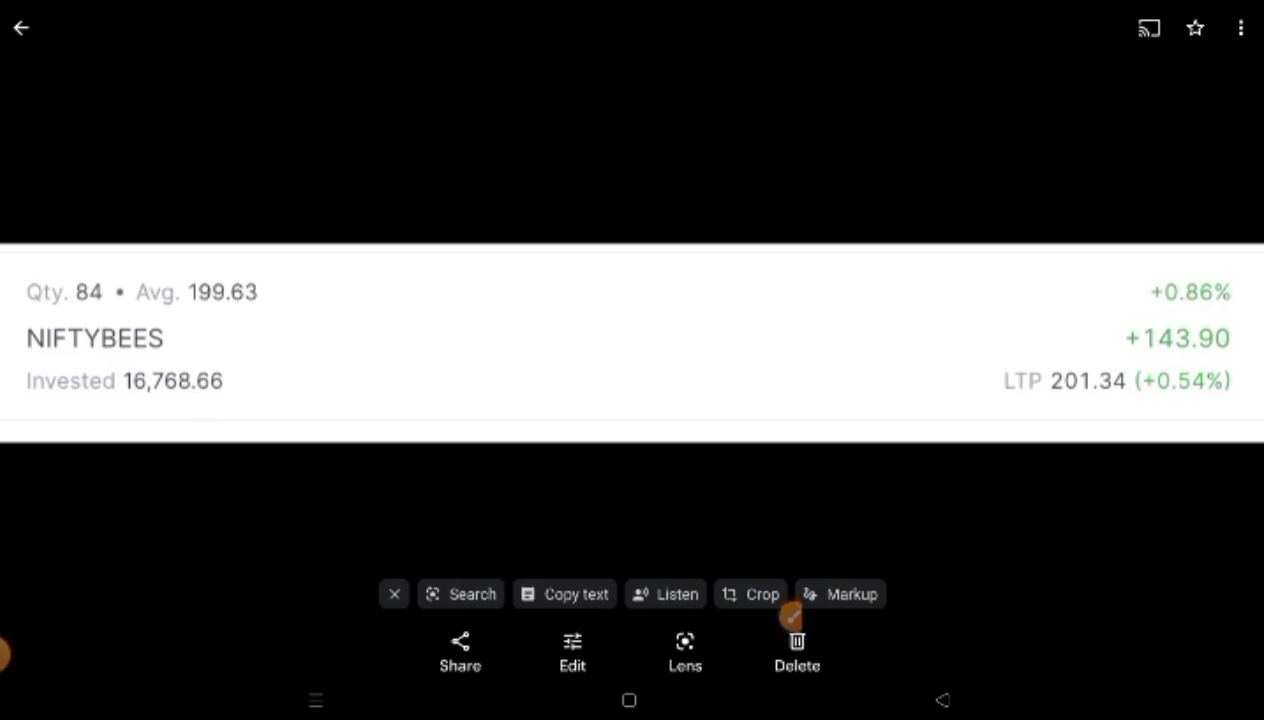 Qty. 84 • Avg. 199.63 +0.86%
NIFTYBEES +143.90
Invested 16,768.66 LTP 201.34 (+0.54%)
Search Copy text Listen Crop Markup
Share Edit Lens Delete